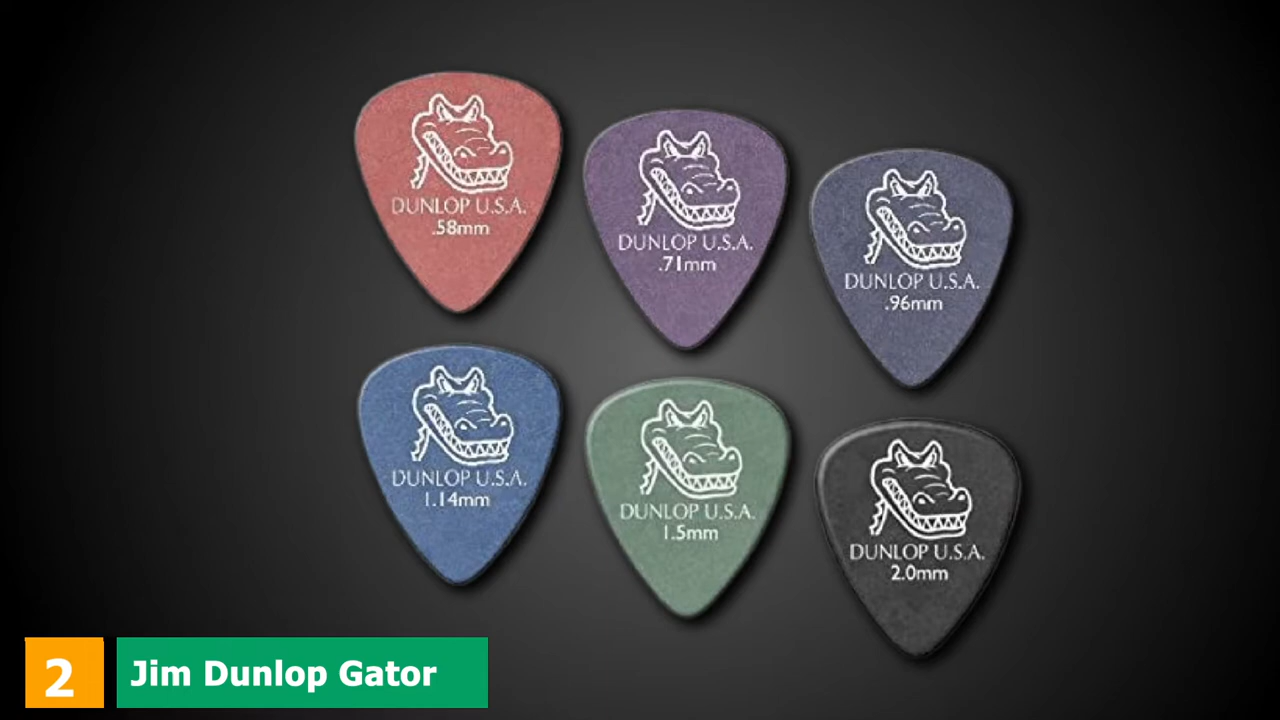 DUNLOP U.S.A.
.58mm
DUNLOP U.S.A.
.71mm
DUNLOP U.S.A.
.96mm
DUNLOP U.S.A.
1.14mm
DUNLOP U.S.A.
1.5mm
DUNLOP U.S.A.
2.0mm
2 Jim Dunlop Gator